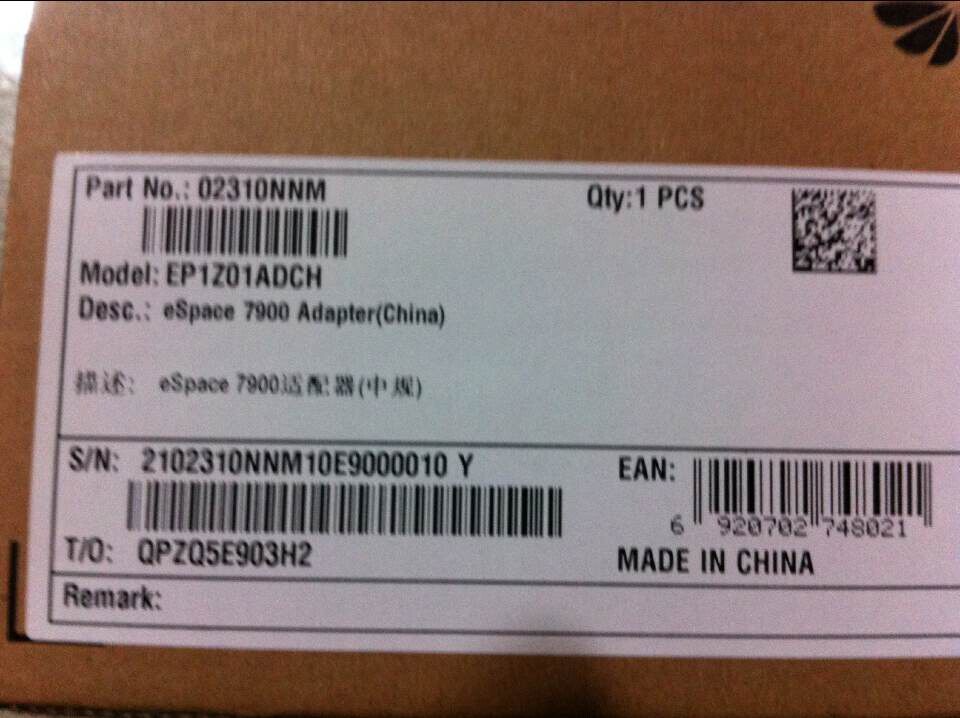 Part No.: 02310NNM
Qty:1 PCS
Model: EP1Z01ADCH
Desc.: eSpace 7900 Adapter(China)
描述: eSpace 7900适配器(中规)
S/N: 2102310NNM10E9000010 Y
EAN:
6 920702 748021
T/O: QPZQ5E903H2
MADE IN CHINA
Remark: